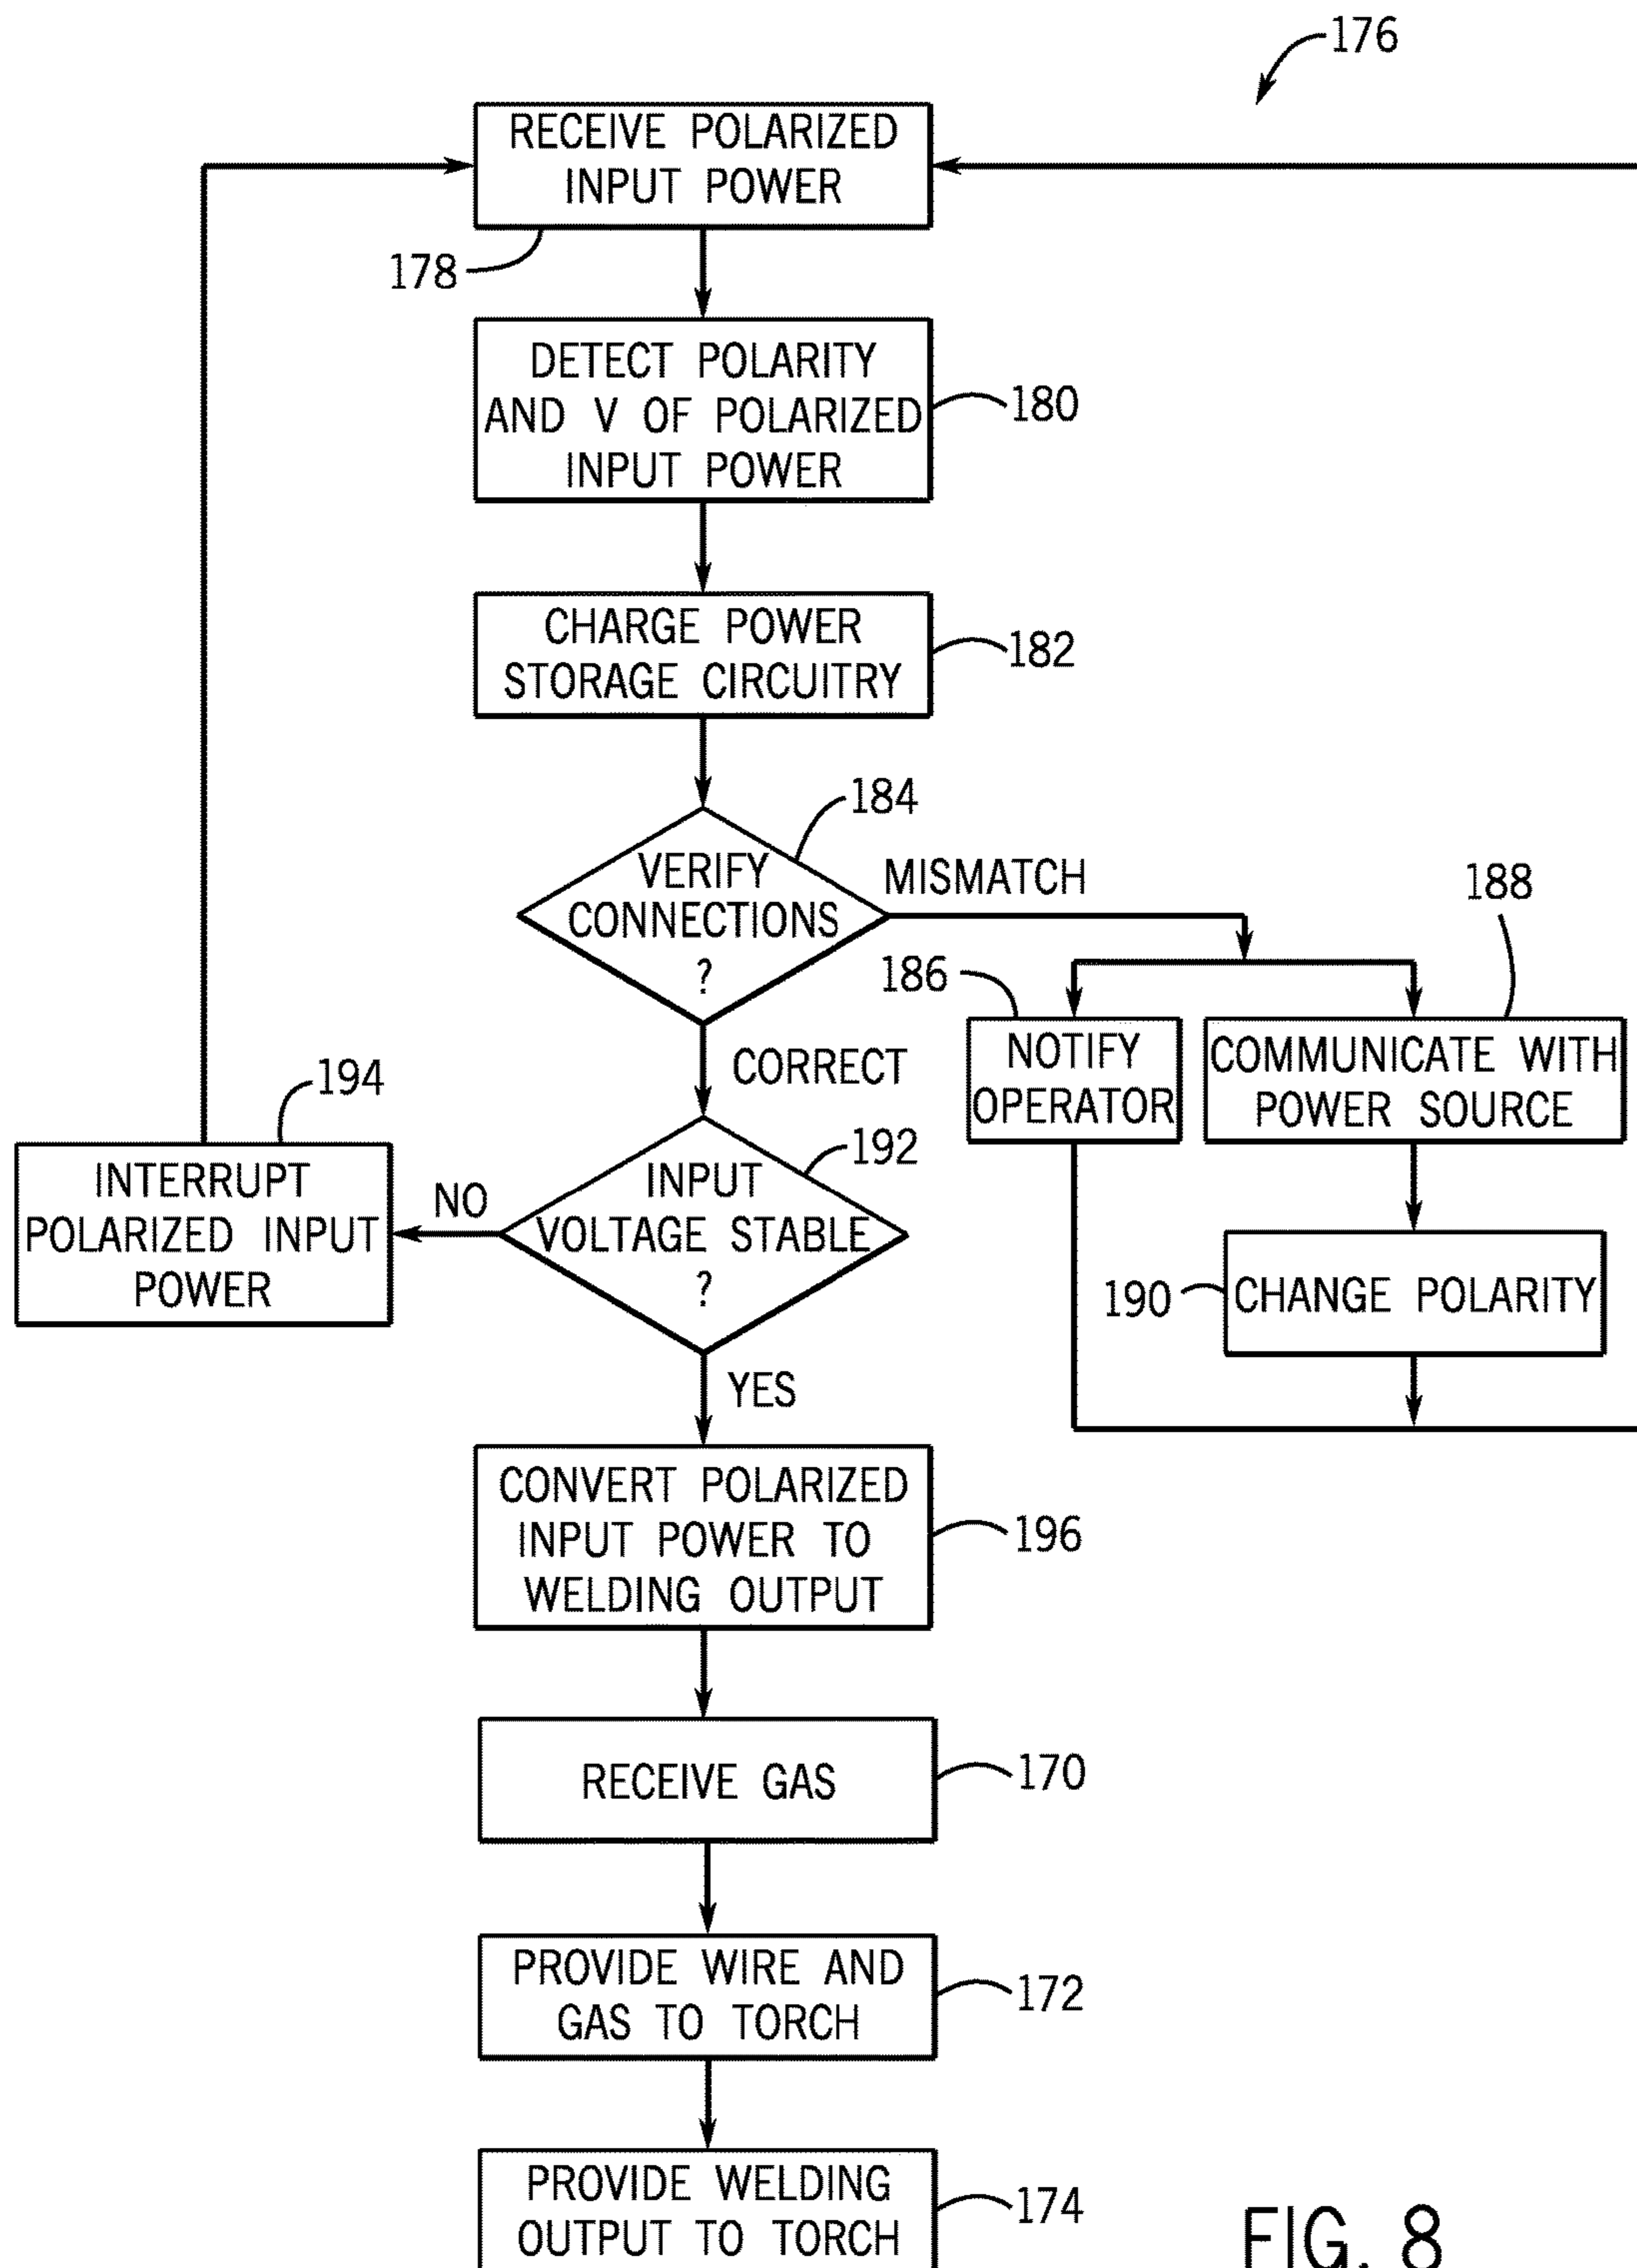 176
RECEIVE POLARIZED
INPUT POWER
178
DETECT POLARITY
AND V OF POLARIZED
INPUT POWER
180
CHARGE POWER
STORAGE CIRCUITRY
182
184
VERIFY
CONNECTIONS
?
MISMATCH
188
186
NOTIFY
OPERATOR
COMMUNICATE WITH
POWER SOURCE
CORRECT
194
192
INTERRUPT
POLARIZED INPUT
POWER
NO
INPUT
VOLTAGE STABLE
?
190
CHANGE POLARITY
YES
CONVERT POLARIZED
INPUT POWER TO
WELDING OUTPUT
196
RECEIVE GAS
170
PROVIDE WIRE AND
GAS TO TORCH
172
PROVIDE WELDING
OUTPUT TO TORCH
174
FIG. 8